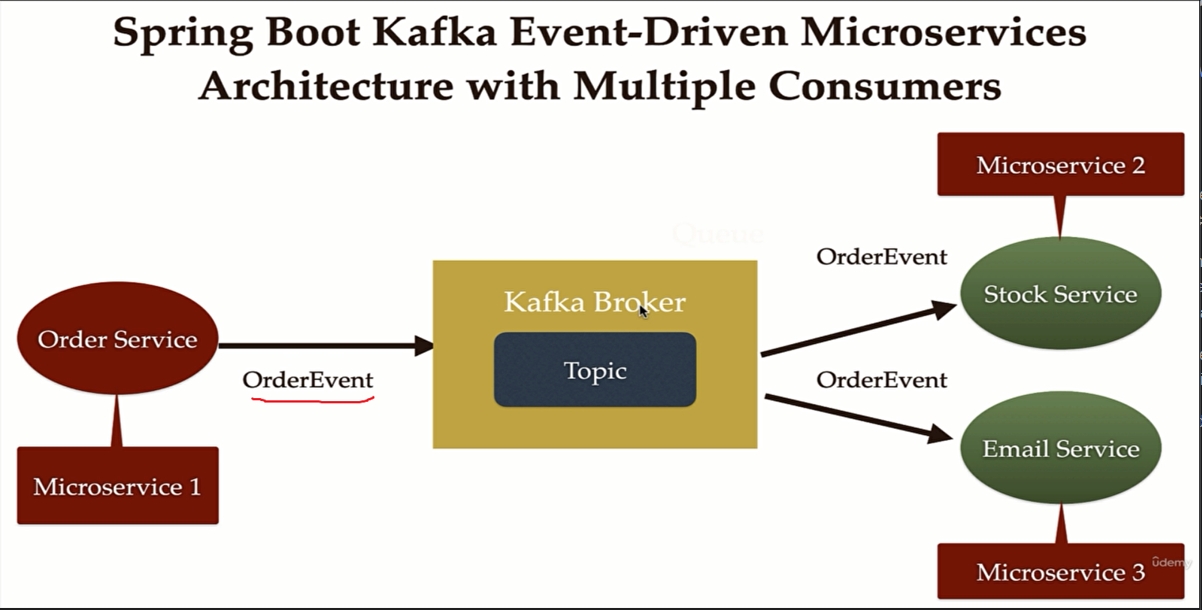 Spring Boot Kafka Event-Driven Microservices
Architecture with Multiple Consumers
Microservice 2
Queue
OrderEvent
Stock Service
Kafka Broker
Order Service
Topic
OrderEvent
OrderEvent
Email Service
Microservice 1
Microservice 3
ûdemy